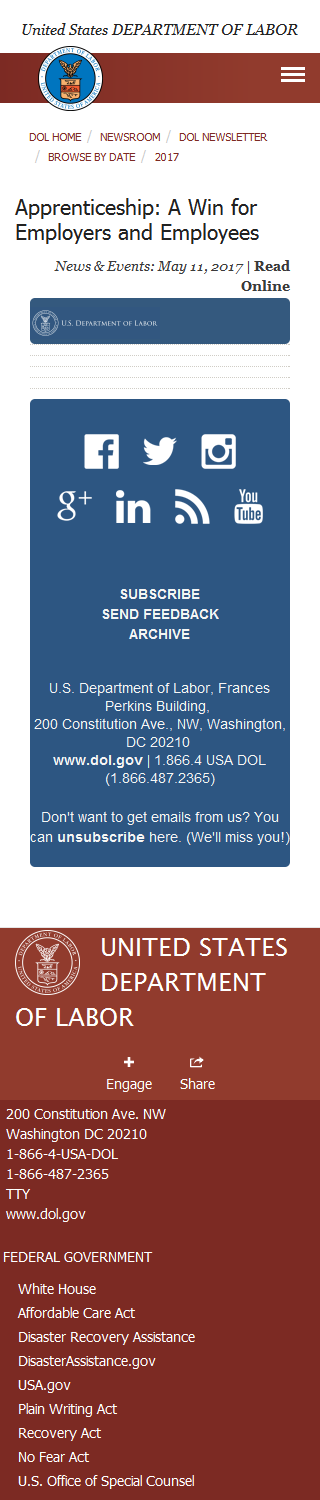 United States DEPARTMENT OF LABOR
DOL HOME / NEWSROOM / DOL NEWSLETTER
/ BROWSE BY DATE / 2017
Apprenticeship: A Win for
Employers and Employees
News & Events: May 11, 2017 | Read
Online
U.S. DEPARTMENT OF LABOR
g+ in You
Tube
SUBSCRIBE
SEND FEEDBACK
ARCHIVE
U.S. Department of Labor, Frances
Perkins Building,
200 Constitution Ave., NW, Washington,
DC 20210
www.dol.gov | 1.866.4 USA DOL
(1.866.487.2365)
Don't want to get emails from us? You
can unsubscribe here. (We'll miss you!)
UNITED STATES
DEPARTMENT
OF LABOR
Engage Share
200 Constitution Ave. NW
Washington DC 20210
1-866-4-USA-DOL
1-866-487-2365
TTY
www.dol.gov
FEDERAL GOVERNMENT
White House
Affordable Care Act
Disaster Recovery Assistance
DisasterAssistance.gov
USA.gov
Plain Writing Act
Recovery Act
No Fear Act
U.S. Office of Special Counsel